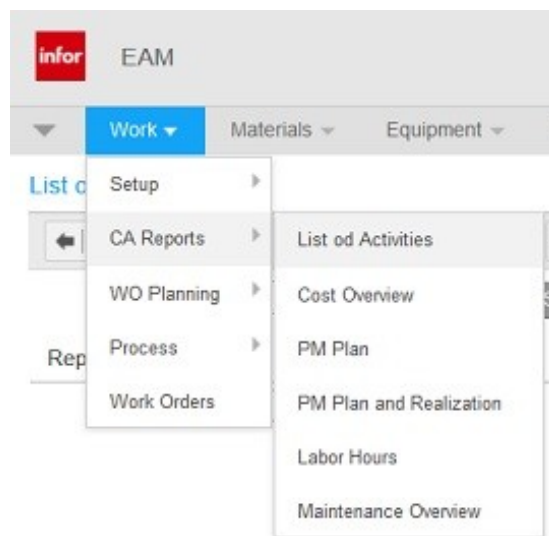 infor EAM
Work Materials Equipment
List o
Setup
CA Reports
List od Activities
WO Planning
Cost Overview
Rep
Process
PM Plan
Work Orders
PM Plan and Realization
Labor Hours
Maintenance Overview